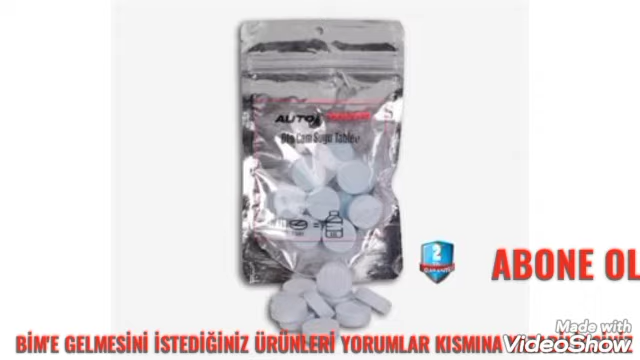 AUTO
Oto Cam Suyu Tableti
2
ABONE OL
Made with
VideoShow
BİM'E GELMESİNİ İSTEDİĞİNİZ ÜRÜNLERİ YORUMLAR KISMINA